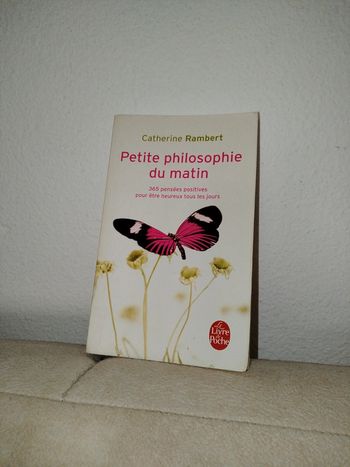 Catherine Rambert
Petite philosophie
du matin
365 pensées positives
pour être heureux tous les jours
Le
Livre
de
Poche